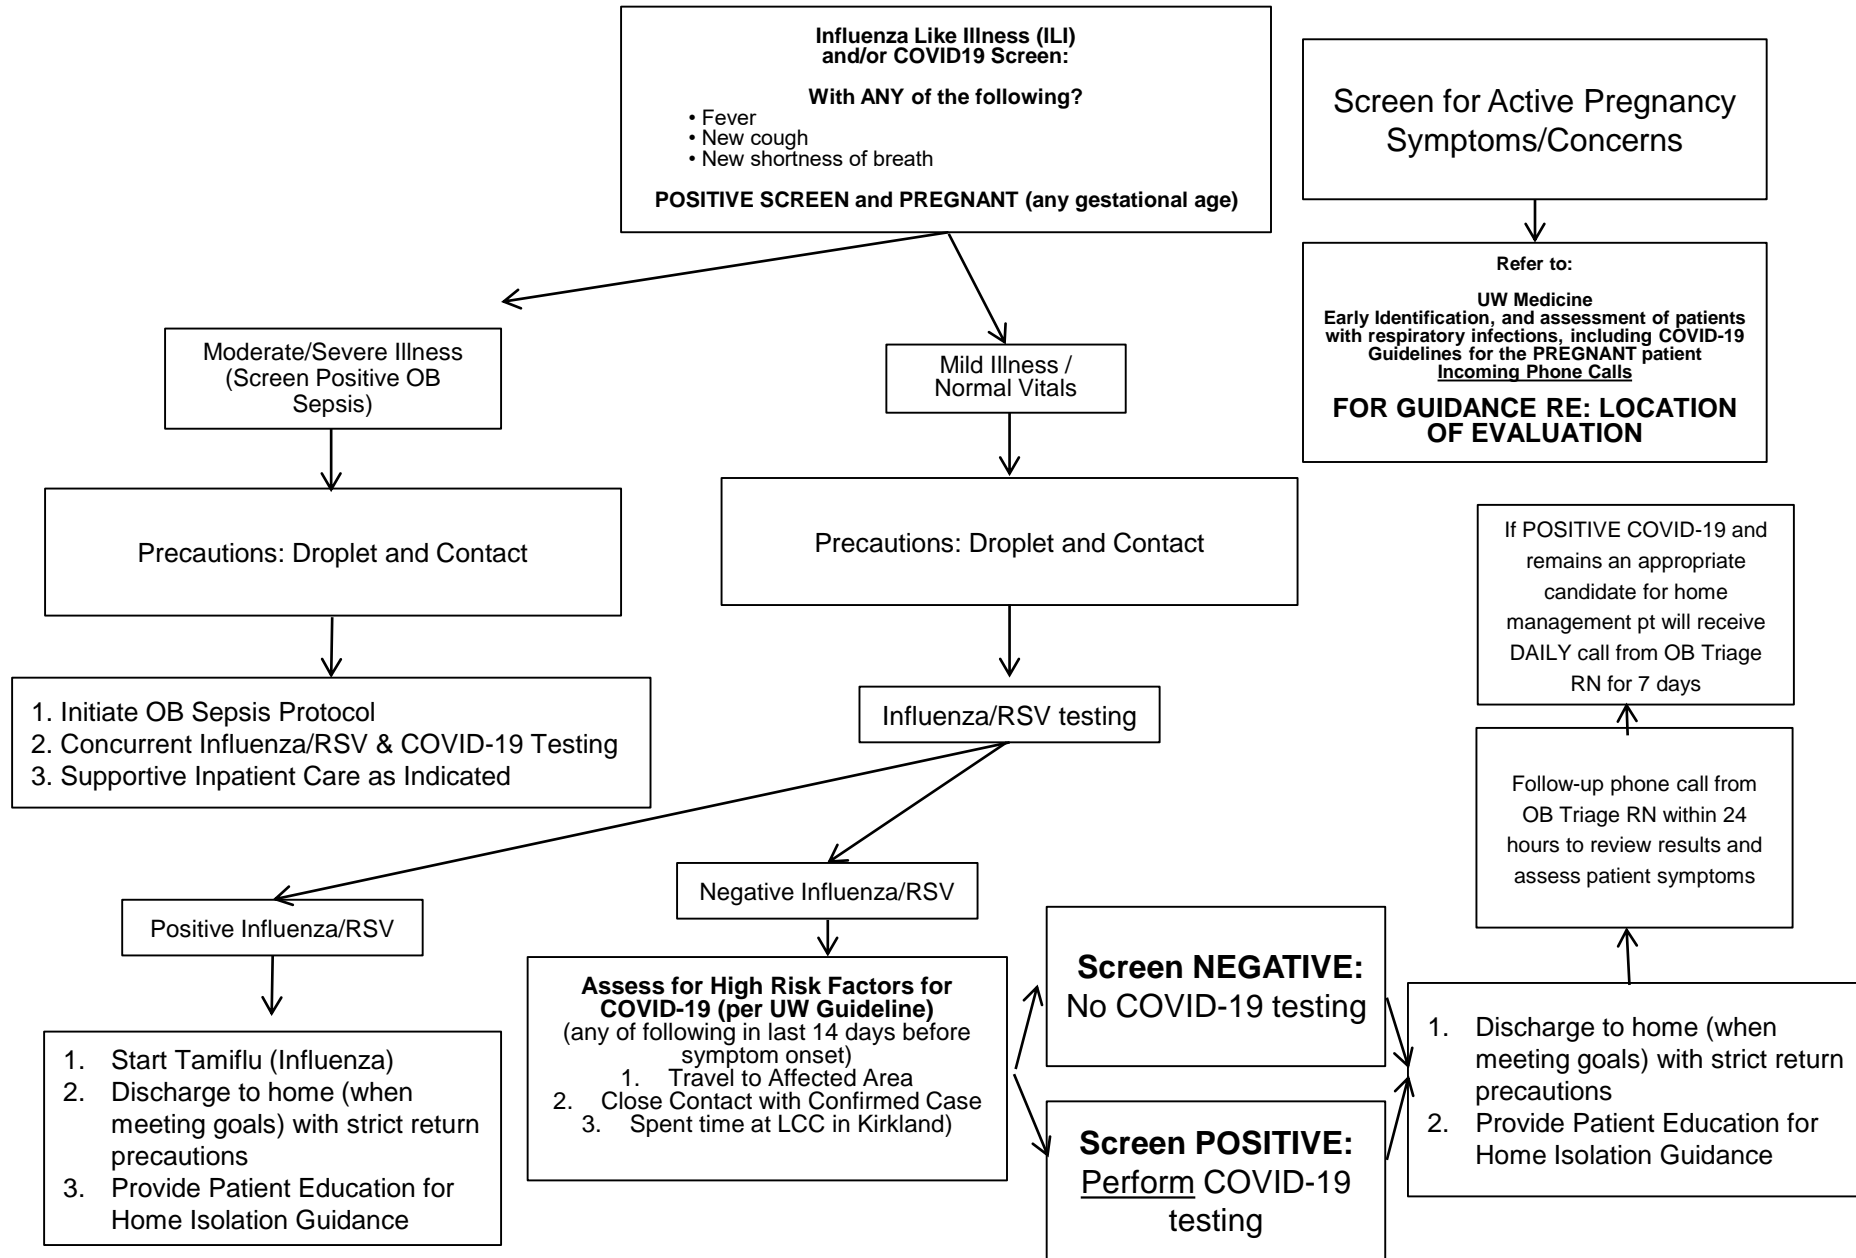 Influenza Like Illness (ILI)
and/or COVID19 Screen:
With ANY of the following?
• Fever
• New cough
• New shortness of breath
POSITIVE SCREEN and PREGNANT (any gestational age)
Screen for Active Pregnancy
Symptoms/Concerns
Refer to:
UW Medicine
Early Identification, and assessment of patients
with respiratory infections, including COVID-19
Guidelines for the PREGNANT patient
Incoming Phone Calls
FOR GUIDANCE RE: LOCATION
OF EVALUATION
Moderate/Severe Illness
(Screen Positive OB
Sepsis)
Mild Illness /
Normal Vitals
Precautions: Droplet and Contact
Precautions: Droplet and Contact
1. Initiate OB Sepsis Protocol
2. Concurrent Influenza/RSV & COVID-19 Testing
3. Supportive Inpatient Care as Indicated
Influenza/RSV testing
Positive Influenza/RSV
Negative Influenza/RSV
1. Start Tamiflu (Influenza)
2. Discharge to home (when
meeting goals) with strict return
precautions
3. Provide Patient Education for
Home Isolation Guidance
Assess for High Risk Factors for
COVID-19 (per UW Guideline)
(any of following in last 14 days before
symptom onset)
1. Travel to Affected Area
2. Close Contact with Confirmed Case
3. Spent time at LCC in Kirkland)
Screen NEGATIVE:
No COVID-19 testing
Screen POSITIVE:
Perform COVID-19
testing
1. Discharge to home (when
meeting goals) with strict return
precautions
2. Provide Patient Education for
Home Isolation Guidance
Follow-up phone call from
OB Triage RN within 24
hours to review results and
assess patient symptoms
If POSITIVE COVID-19 and
remains an appropriate
candidate for home
management pt will receive
DAILY call from OB Triage
RN for 7 days